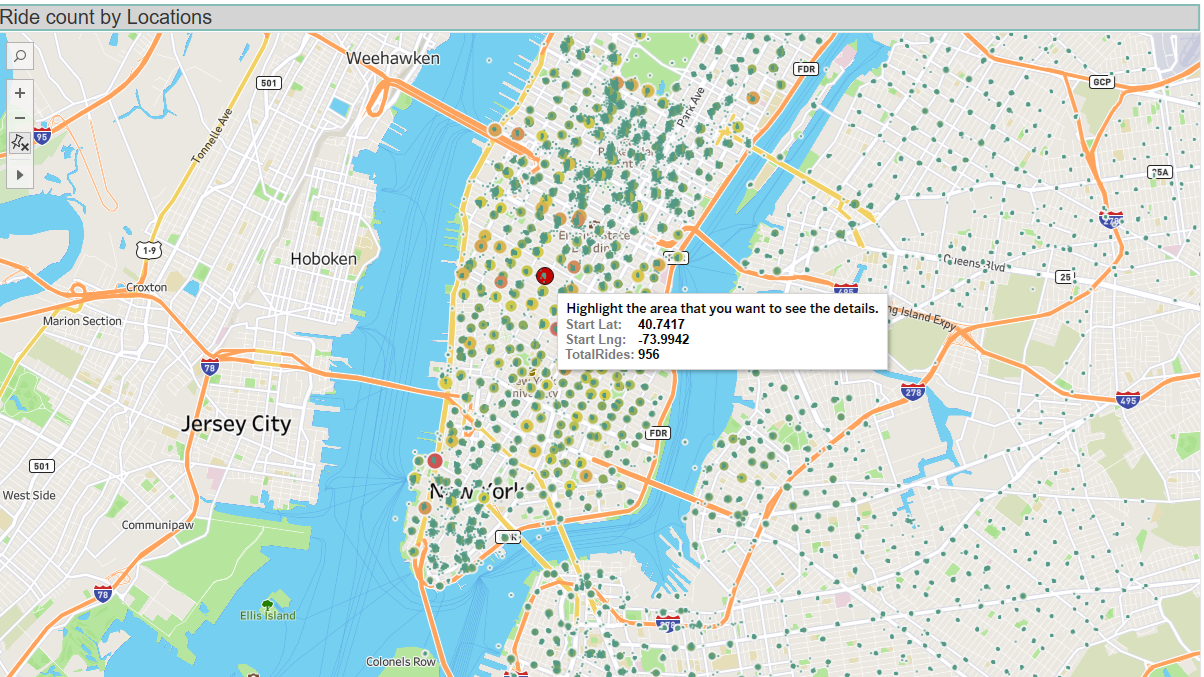 Ride count by Locations
Weehawken
501
FDR
GCP
Tonnelle Ave
Park Ave
95
25A
278
1-9
Hoboken
Queens Blvd
25
Croxton
495
Marion Section
Highlight the area that you want to see the details.
Start Lat: 40.7417
Start Lng: -73.9942
TotalRides: 956
ng Island Expy
78
278
495
Jersey City
FDR
501
New York
West Side
Communipaw
78
Ellis Island
278
Colonels Row